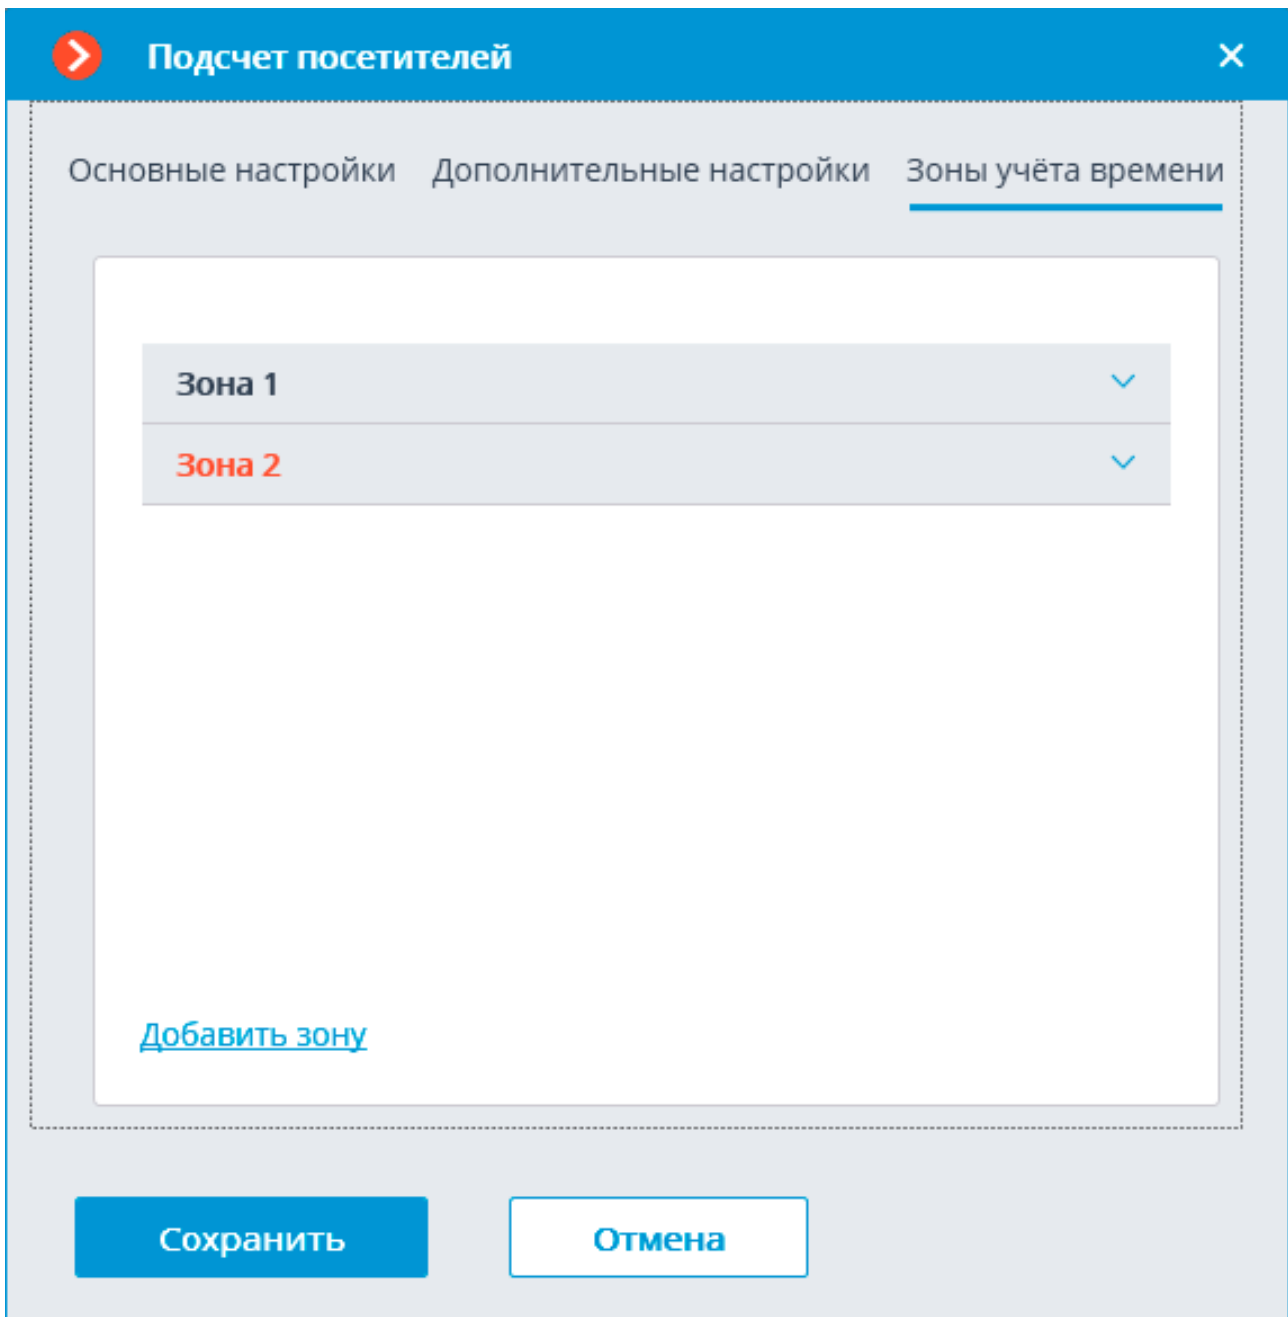 Подсчет посетителей
Основные настройки Дополнительные настройки Зоны учёта времени
Зона 1
Зона 2
Добавить зону
Сохранить Отмена